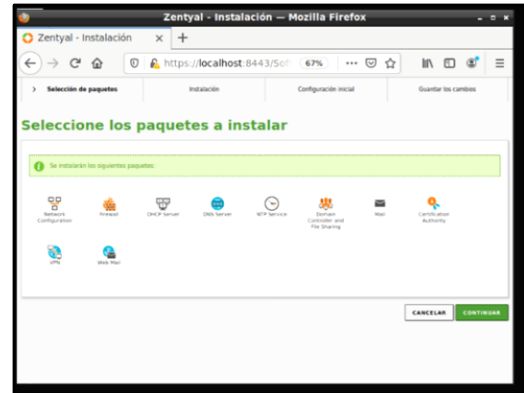 Zentyal - Instalación — Mozilla Firefox
Zentyal - Instalación × +
https://localhost:8443/Sof 67%
> Selección de paquetes Instalación Configuración inicial Guardar los cambios
Seleccione los paquetes a instalar
Se instalarán los siguientes paquetes:
Network Configuration
Firewall
DHCP Server
DNS Server
NTP Service
Domain Controller and File Sharing
Mail
Certification Authority
VPN
Web Mail
CANCELAR CONTINUAR